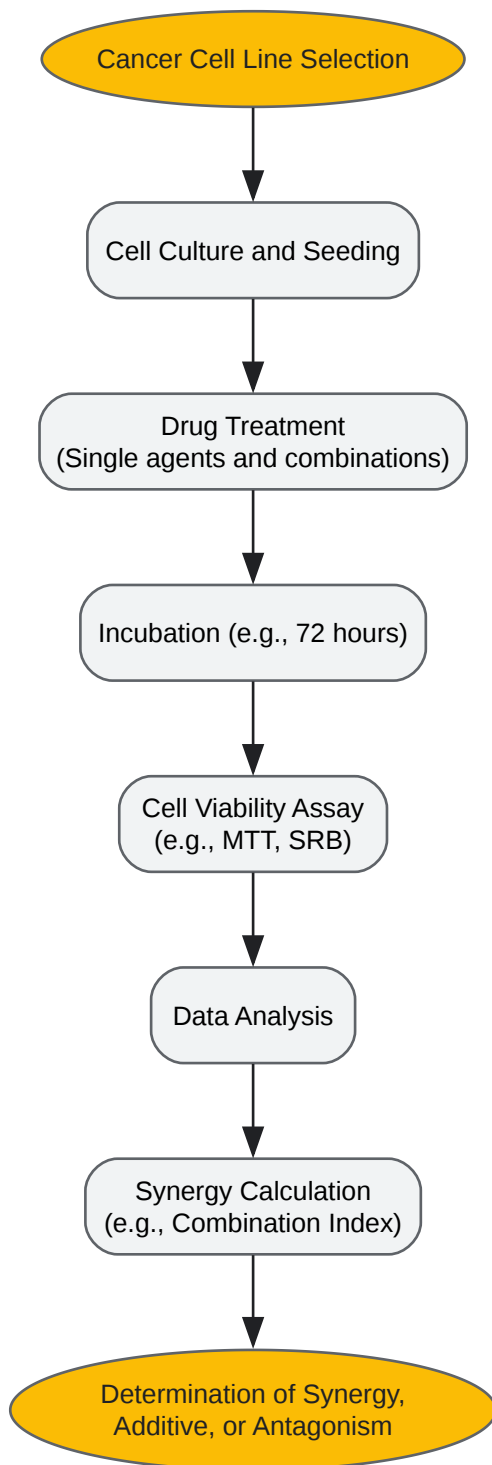 Cancer Cell Line Selection
Cell Culture and Seeding
Drug Treatment
(Single agents and combinations)
Incubation (e.g., 72 hours)
Cell Viability Assay
(e.g., MTT, SRB)
Data Analysis
Synergy Calculation
(e.g., Combination Index)
Determination of Synergy,
Additive, or Antagonism